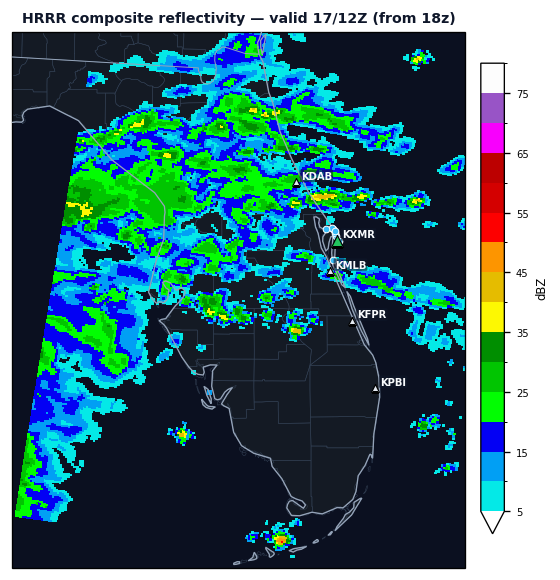 HRRR composite reflectivity — valid 17/12Z (from 18z)
75
65
55
45
35
25
15
5
dBZ
KDAB
KXMR
KMLB
KFPR
KPBI